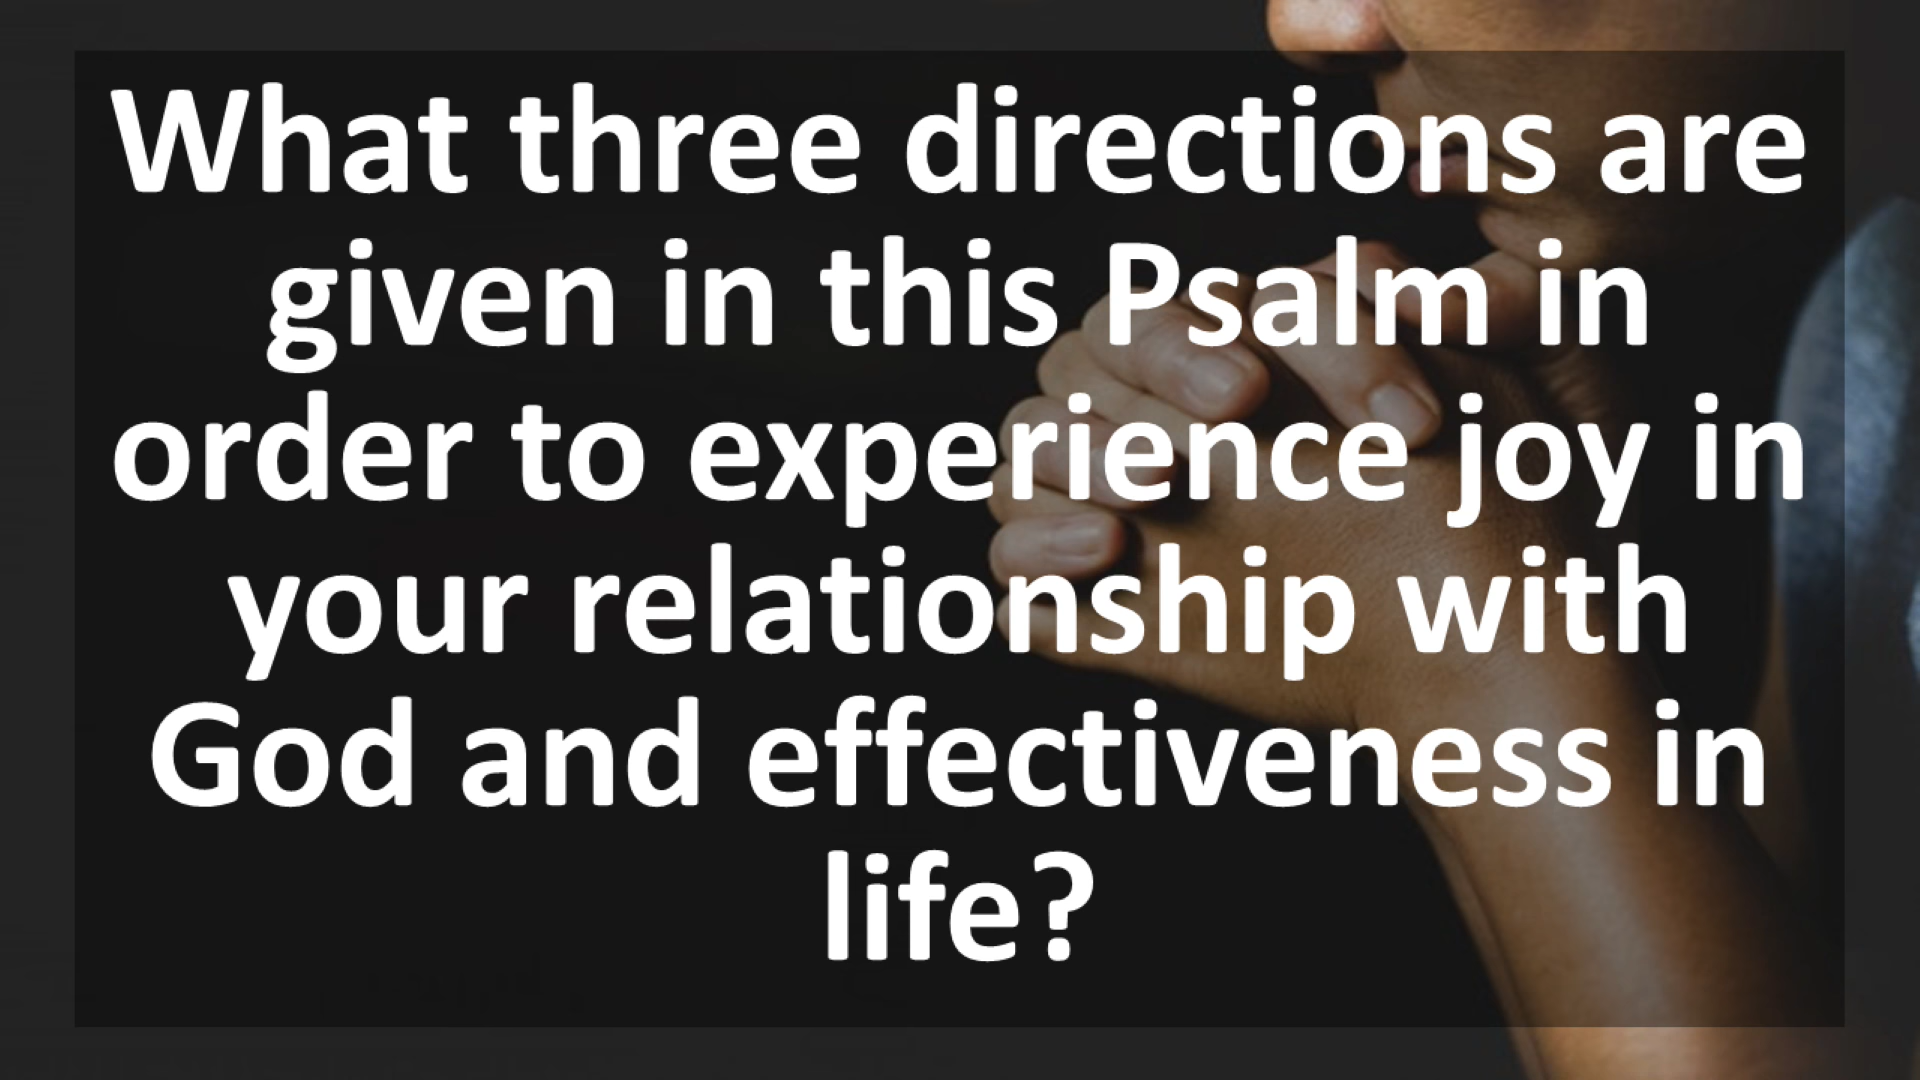 What three directions are
given in this Psalm in
order to experience joy in
your relationship with
God and effectiveness in
life?